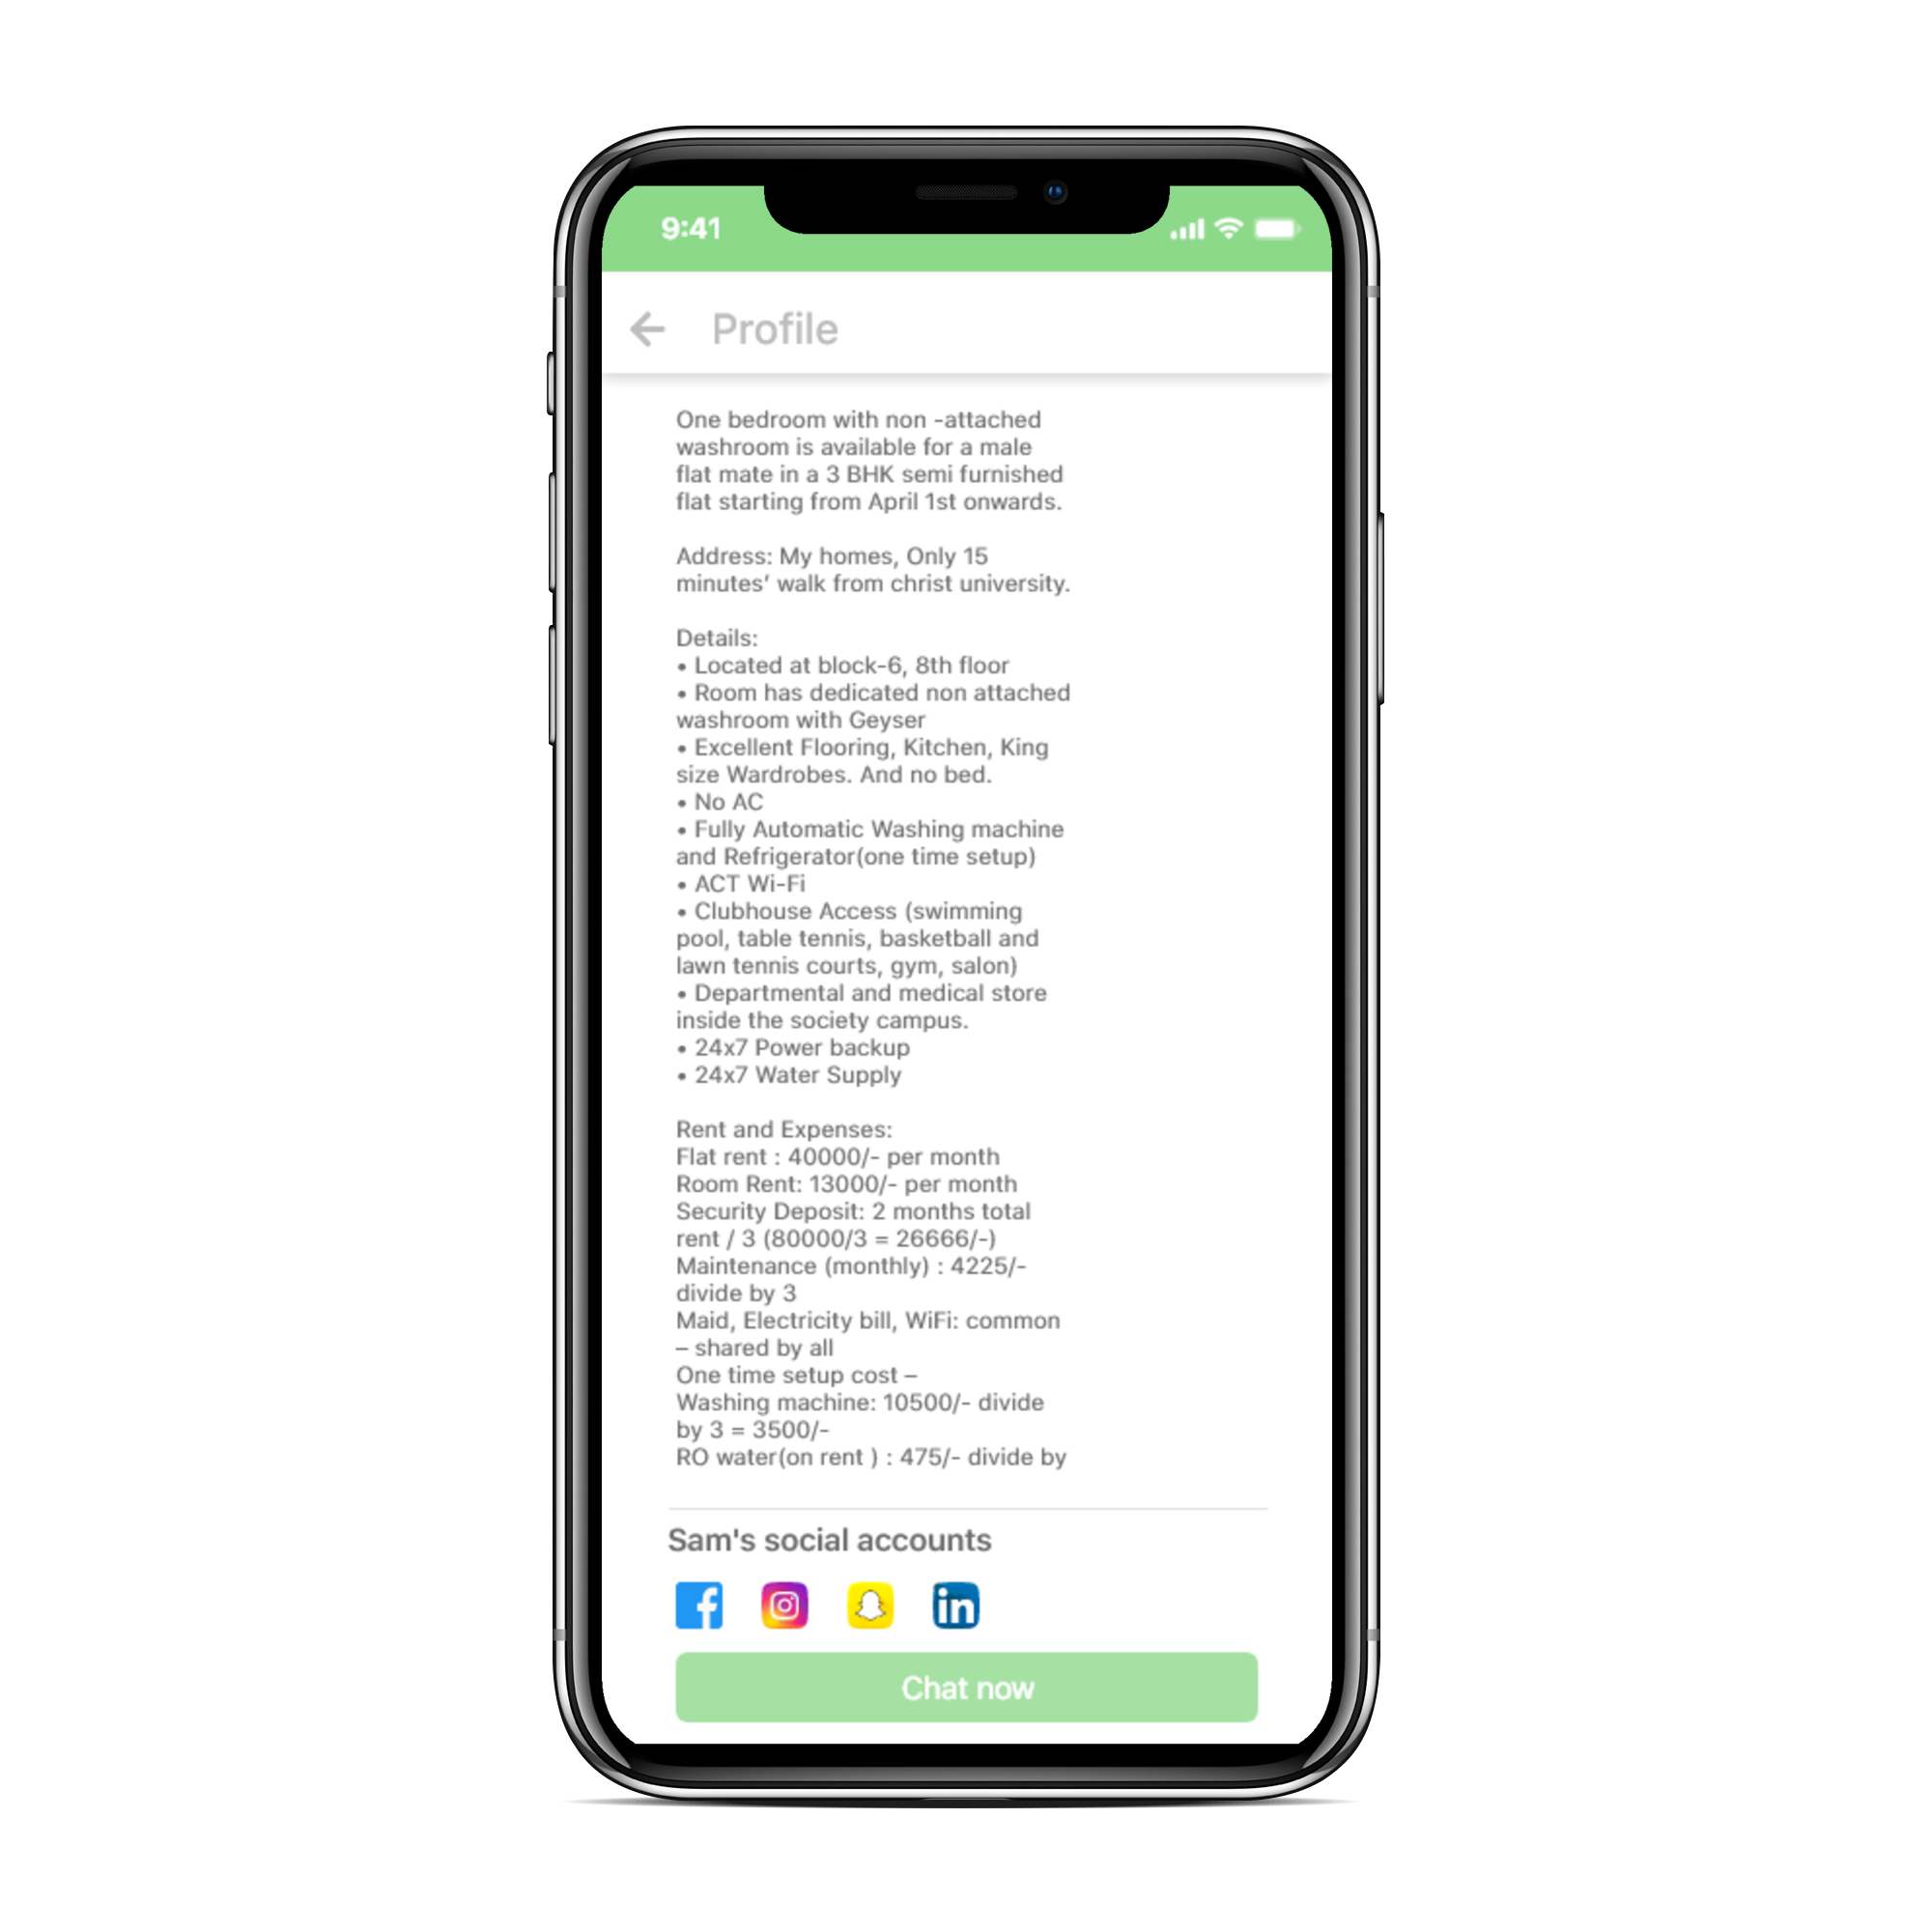 9:41
Profile
One bedroom with non -attached
washroom is available for a male
flat mate in a 3 BHK semi furnished
flat starting from April 1st onwards.
Address: My homes, Only 15
minutes’ walk from christ university.
Details:
• Located at block-6, 8th floor
• Room has dedicated non attached
washroom with Geyser
• Excellent Flooring, Kitchen, King
size Wardrobes. And no bed.
• No AC
• Fully Automatic Washing machine
and Refrigerator(one time setup)
• ACT Wi-Fi
• Clubhouse Access (swimming
pool, table tennis, basketball and
lawn tennis courts, gym, salon)
• Departmental and medical store
inside the society campus.
• 24x7 Power backup
• 24x7 Water Supply
Rent and Expenses:
Flat rent : 40000/- per month
Room Rent: 13000/- per month
Security Deposit: 2 months total
rent / 3 (80000/3 = 26666/-)
Maintenance (monthly) : 4225/-
divide by 3
Maid, Electricity bill, WiFi: common
– shared by all
One time setup cost –
Washing machine: 10500/- divide
by 3 = 3500/-
RO water(on rent ) : 475/- divide by
Sam's social accounts
f
in
Chat now